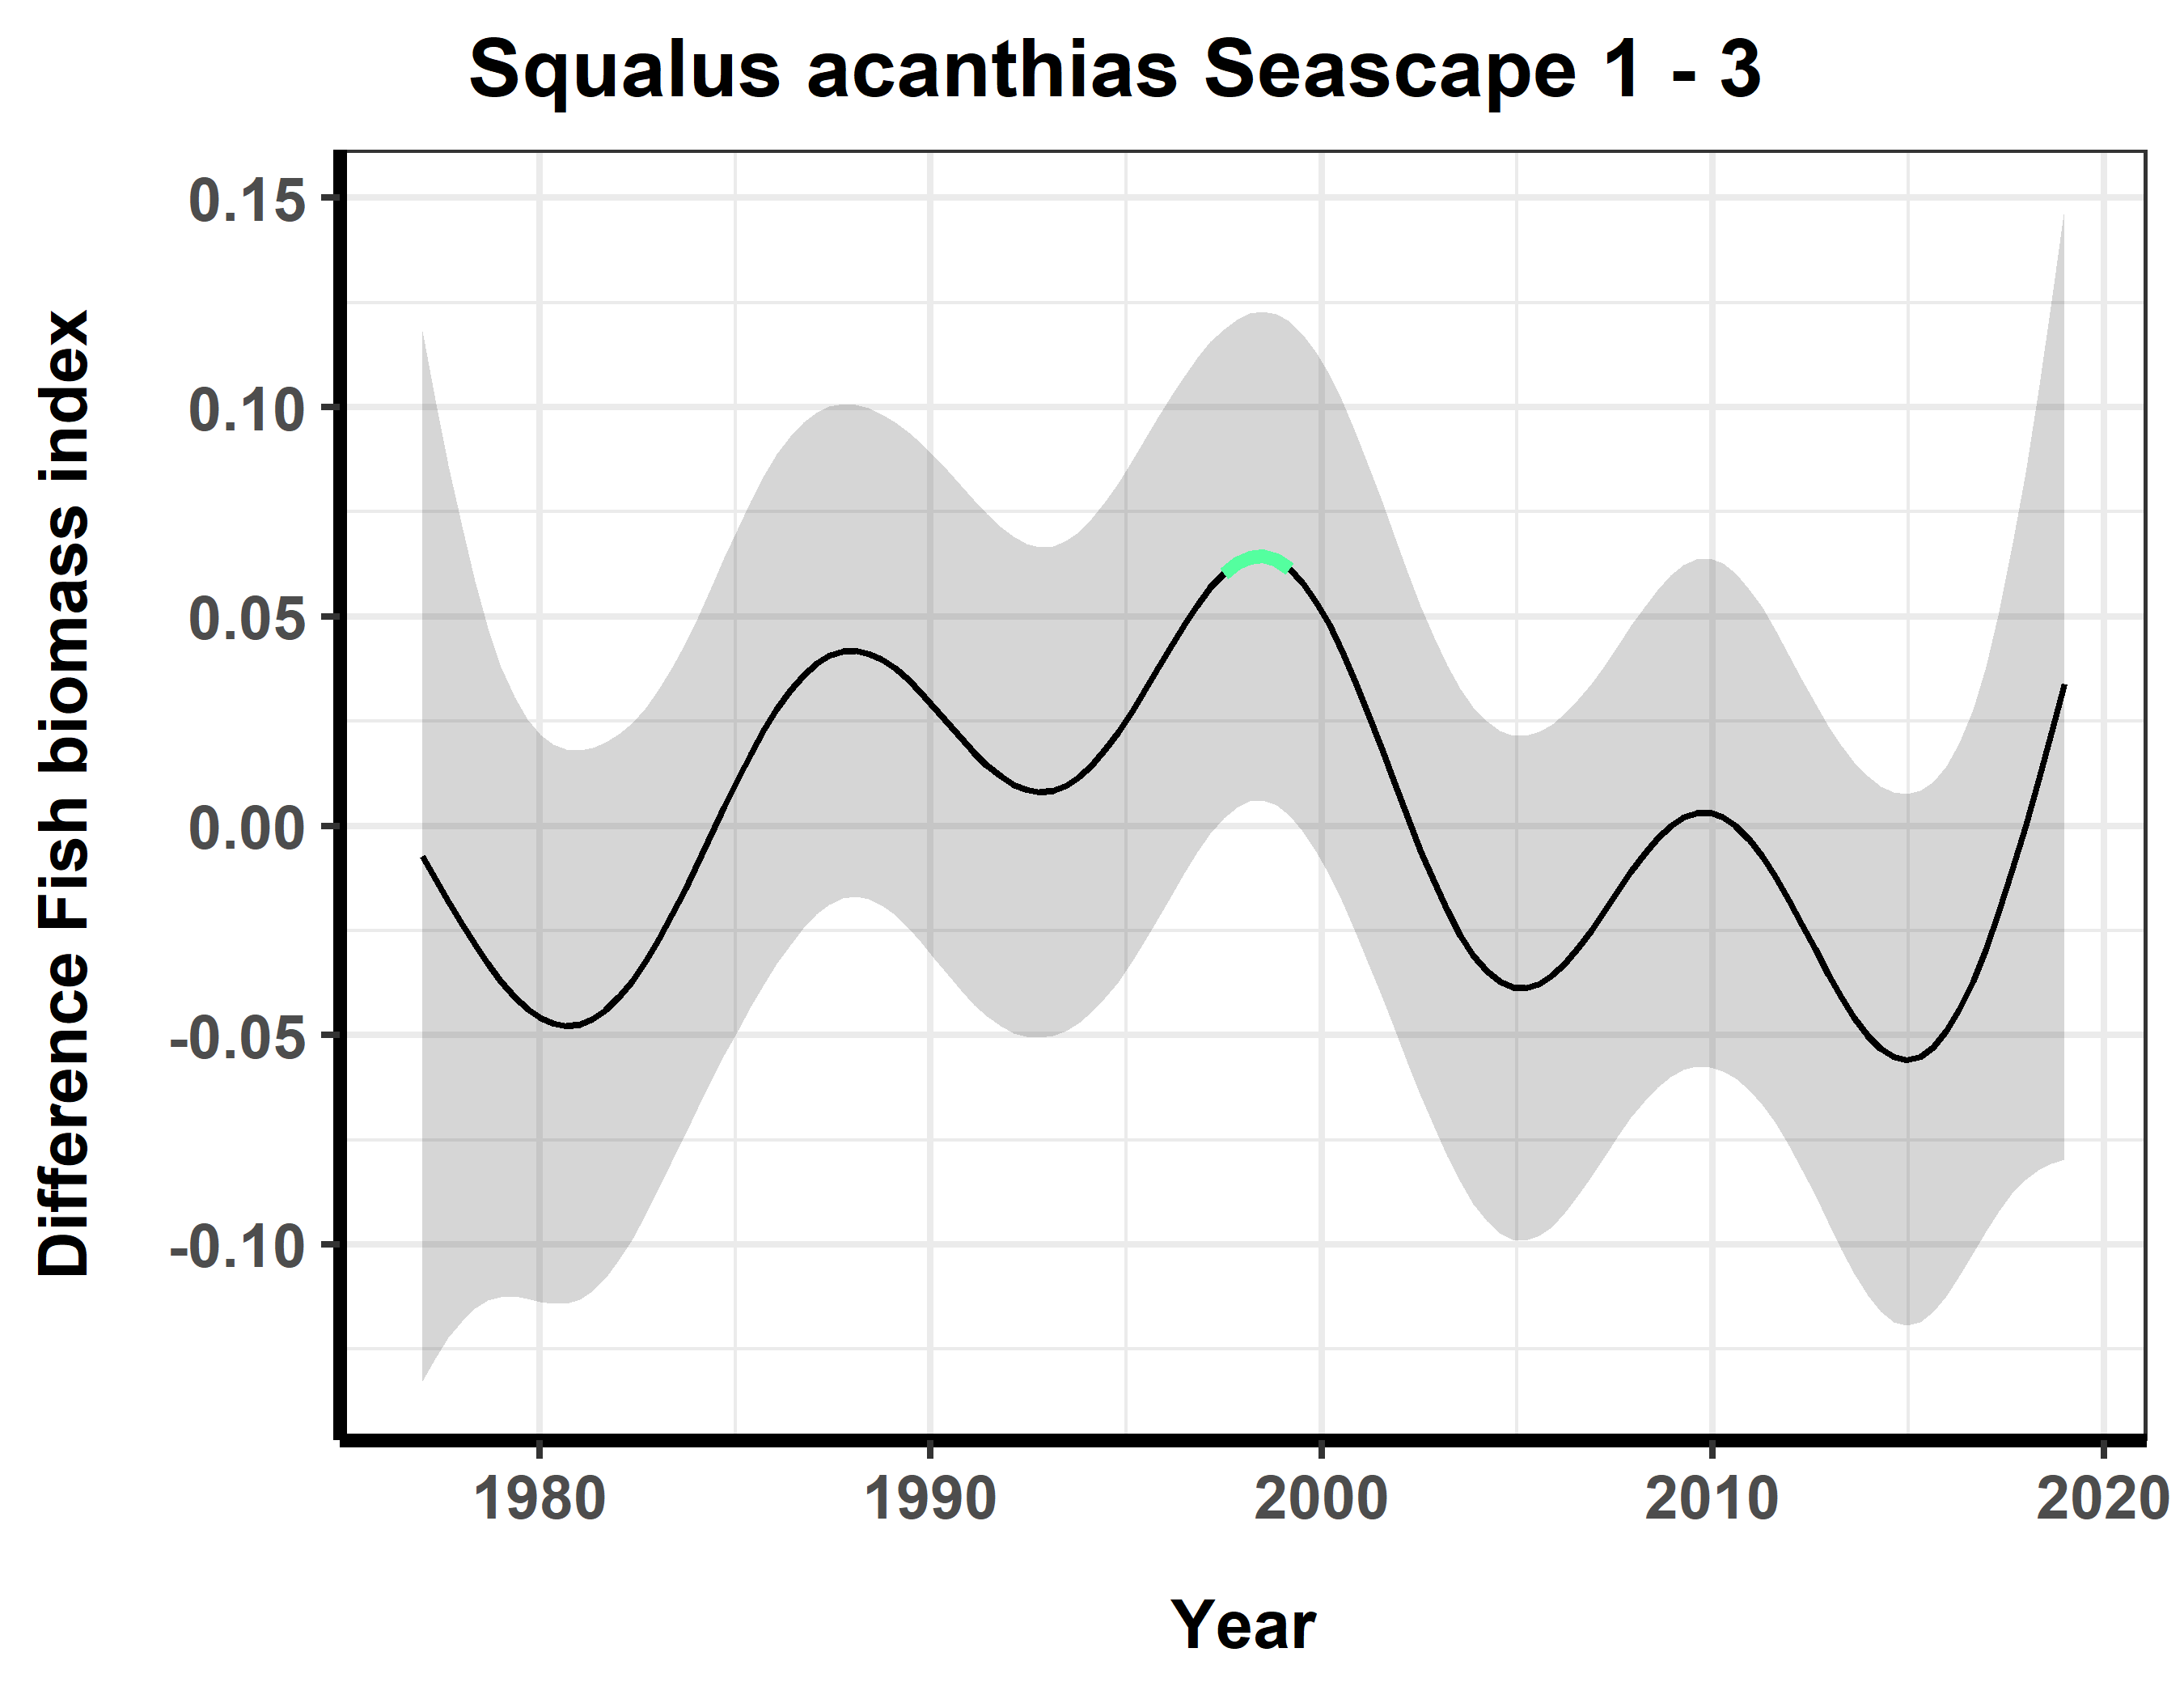 Squalus acanthias Seascape 1 - 3
Difference Fish biomass index
0.15
0.10
0.05
0.00
-0.05
-0.10
1980 1990 2000 2010 2020
Year